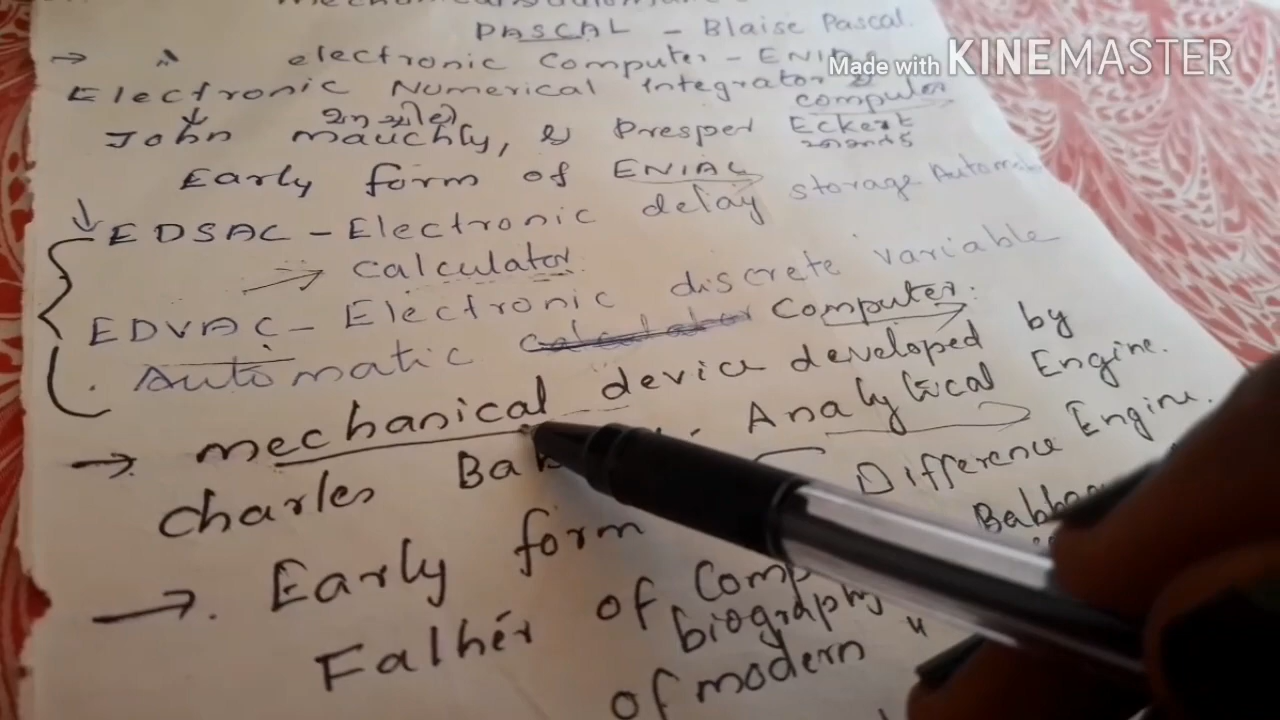 PASCAL - Blaise Pascal.
→ electronic Computer -
Made with KINEMASTER
Electronic Numerical Integrator &
computer
John Mauchly, & Presper Eckert
Early form of ENIAC
EDSAC - Electronic delay storage
calculator
EDVAC - Electronic discrete variable
Automatic Computer.
→ mechanical device developed by
Charles Analytical Engine.
→ Early form Difference Engine.
Father of
biography
of modern "